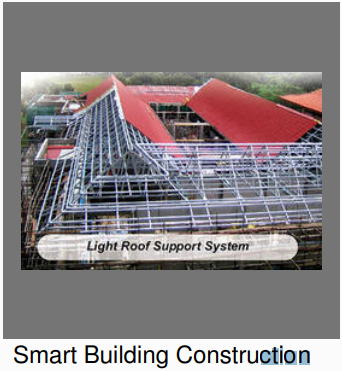 Light Roof Support System
Smart Building Construction